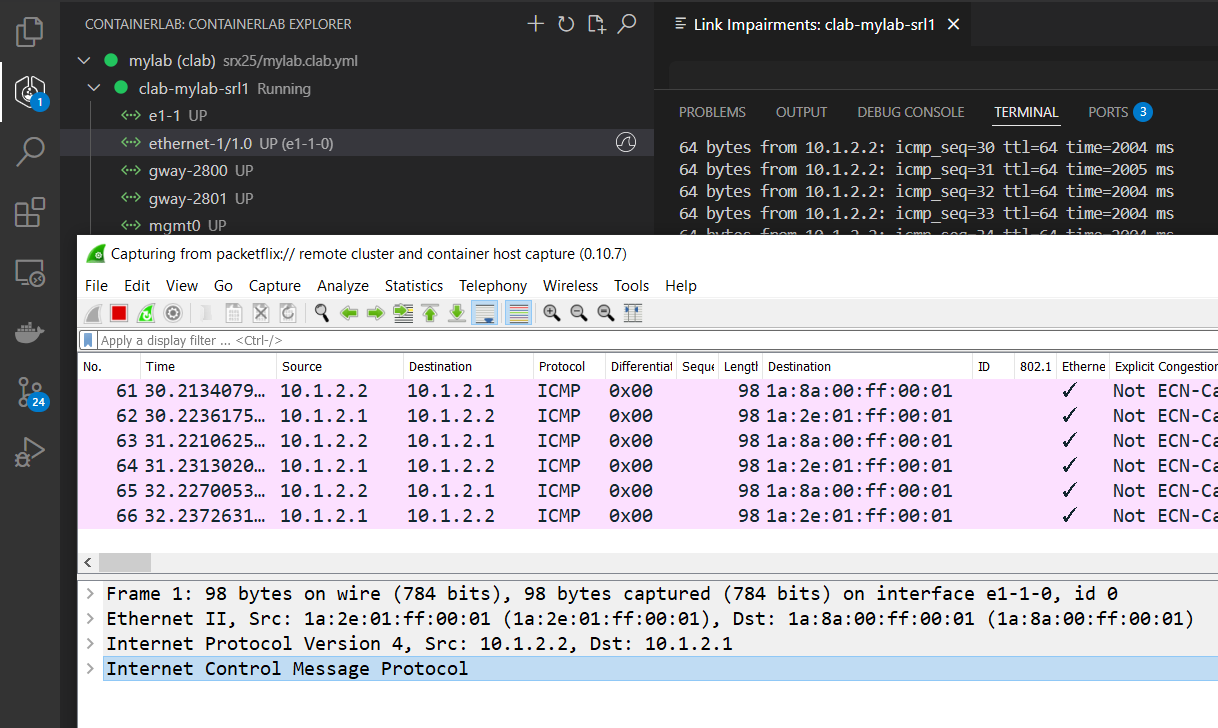 CONTAINERLAB: CONTAINERLAB EXPLORER
mylab (clab) srx25/mylab.clab.yml
clab-mylab-srl1 Running
e1-1 UP
ethernet-1/1.0 UP (e1-1-0)
gway-2800 UP
gway-2801 UP
mgmt0 UP
1
24
Link Impairments: clab-mylab-srl1
PROBLEMS OUTPUT DEBUG CONSOLE TERMINAL PORTS 3
64 bytes from 10.1.2.2: icmp_seq=30 ttl=64 time=2004 ms
64 bytes from 10.1.2.2: icmp_seq=31 ttl=64 time=2005 ms
64 bytes from 10.1.2.2: icmp_seq=32 ttl=64 time=2004 ms
64 bytes from 10.1.2.2: icmp_seq=33 ttl=64 time=2004 ms
Capturing from packetflix:// remote cluster and container host capture (0.10.7)
File Edit View Go Capture Analyze Statistics Telephony Wireless Tools Help
Apply a display filter ... <Ctrl-/>
No. Time Source Destination Protocol Differential Seque Length Destination ID 802.1 Etherne Explicit Congestion
61 30.2134079… 10.1.2.2 10.1.2.1 ICMP 0x00 98 1a:8a:00:ff:00:01 ✓ Not ECN-Ca
62 30.2236175… 10.1.2.1 10.1.2.2 ICMP 0x00 98 1a:2e:01:ff:00:01 ✓ Not ECN-Ca
63 31.2210625… 10.1.2.2 10.1.2.1 ICMP 0x00 98 1a:8a:00:ff:00:01 ✓ Not ECN-Ca
64 31.2313020… 10.1.2.1 10.1.2.2 ICMP 0x00 98 1a:2e:01:ff:00:01 ✓ Not ECN-Ca
65 32.2270053… 10.1.2.2 10.1.2.1 ICMP 0x00 98 1a:8a:00:ff:00:01 ✓ Not ECN-Ca
66 32.2372631… 10.1.2.1 10.1.2.2 ICMP 0x00 98 1a:2e:01:ff:00:01 ✓ Not ECN-Ca
Frame 1: 98 bytes on wire (784 bits), 98 bytes captured (784 bits) on interface e1-1-0, id 0
Ethernet II, Src: 1a:2e:01:ff:00:01 (1a:2e:01:ff:00:01), Dst: 1a:8a:00:ff:00:01 (1a:8a:00:ff:00:01)
Internet Protocol Version 4, Src: 10.1.2.2, Dst: 10.1.2.1
Internet Control Message Protocol